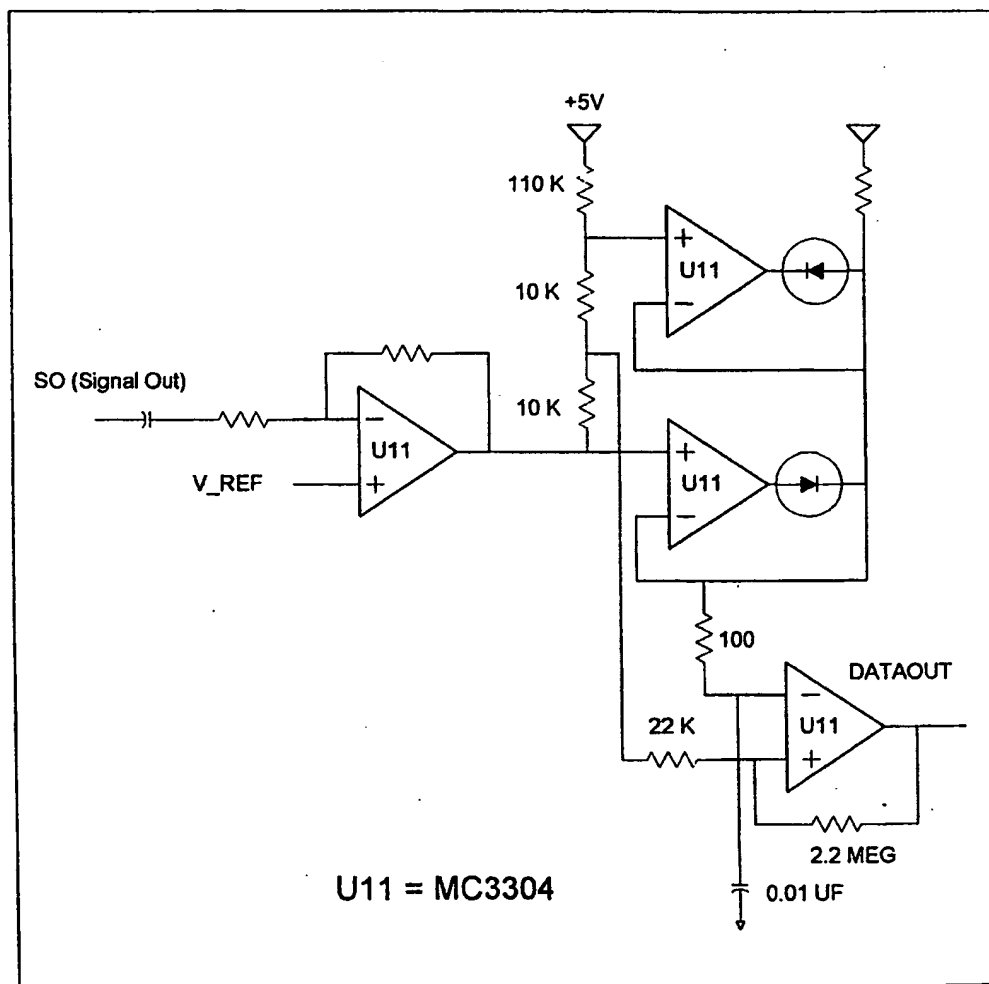 +5V
110 K
+
U11
−
10 K
SO (Signal Out)
10 K
−
U11
+
V_REF
+
U11
−
100
DATAOUT
−
U11
+
22 K
2.2 MEG
0.01 UF
U11 = MC3304